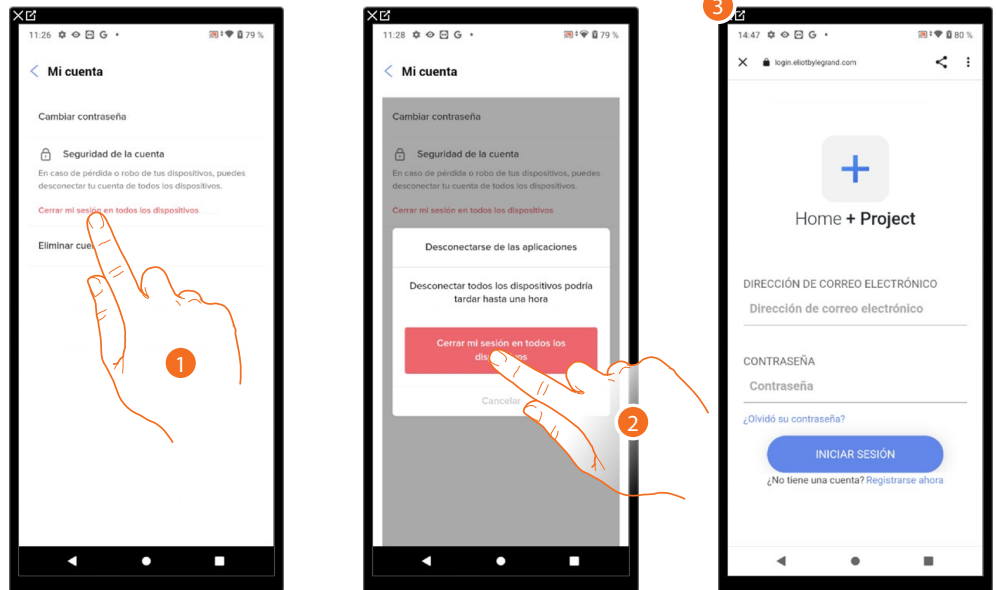 11:26 G 79 %
Mi cuenta
Cambiar contraseña
Seguridad de la cuenta
En caso de pérdida o robo de tus dispositivos, puedes
desconectar tu cuenta de todos los dispositivos.
Cerrar mi sesión en todos los dispositivos
Eliminar
1
11:28 G 79 %
Mi cuenta
Cambiar contraseña
Seguridad de la cuenta
En caso de pérdida o robo de tus dispositivos, puedes
desconectar tu cuenta de todos los dispositivos.
Cerrar mi sesión en todos los dispositivos
Desconectarse de las aplicaciones
Desconectar todos los dispositivos podría
tardar hasta una hora
Cerrar mi sesión en todos los
dispositivos
Cancelar
2
3
14:47 G 80 %
login.eliotbylegrand.com
Home + Project
DIRECCIÓN DE CORREO ELECTRÓNICO
Dirección de correo electrónico
CONTRASEÑA
Contraseña
¿Olvidó su contraseña?
INICIAR SESIÓN
¿No tiene una cuenta? Registrarse ahora